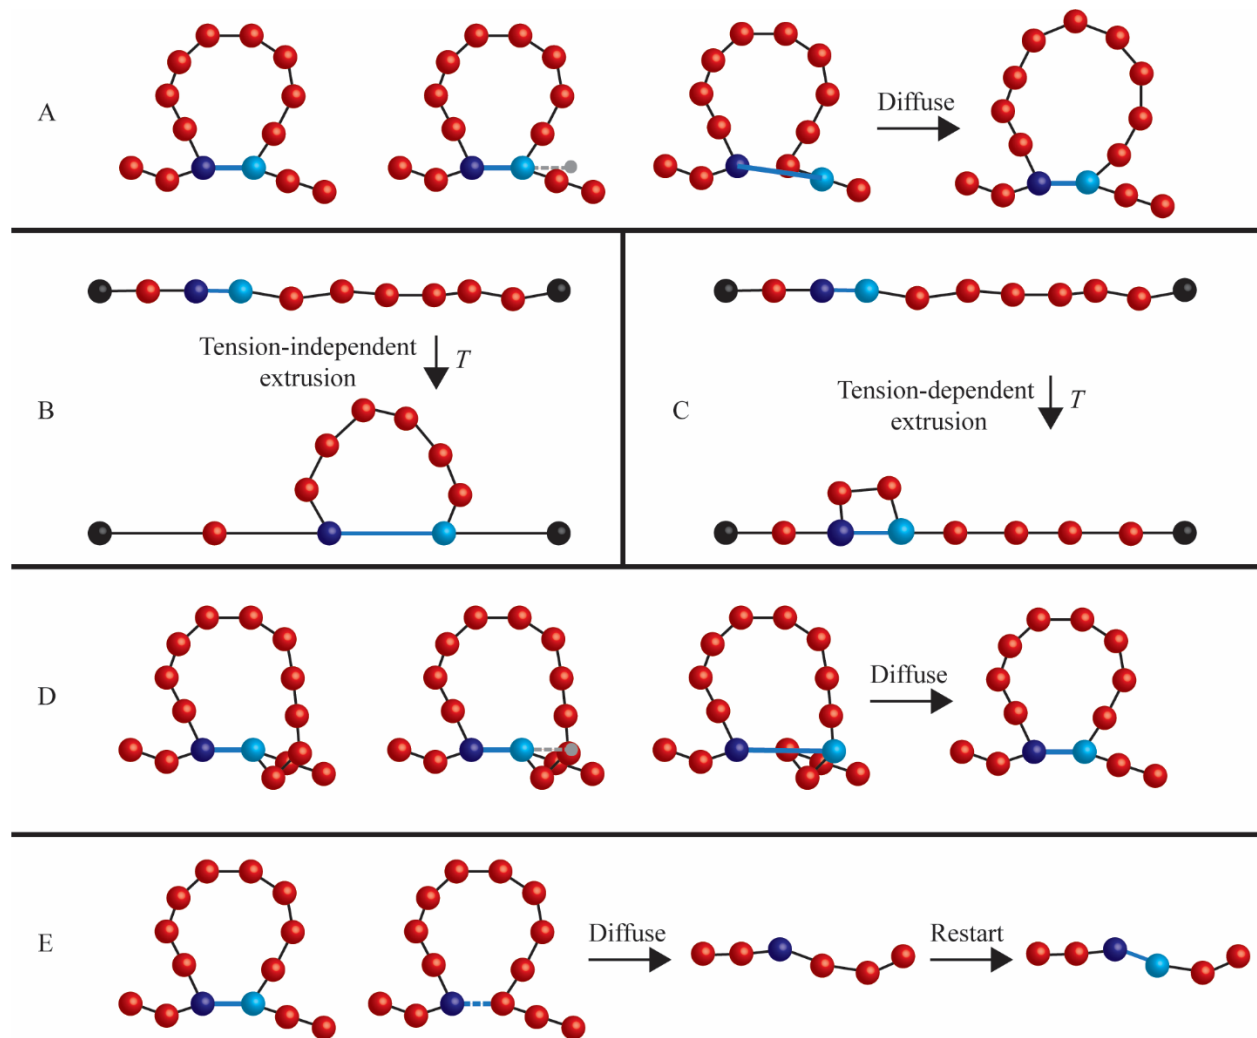 A
Diffuse
Tension-independent
extrusion
T
B
Tension-dependent
extrusion
T
C
D
Diffuse
E
Diffuse
Restart